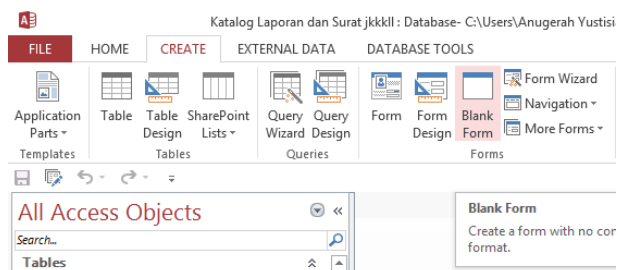 Katalog Laporan dan Surat jkkkll : Database- C:\Users\Anugerah Yustisi
FILE HOME CREATE EXTERNAL DATA DATABASE TOOLS
Application Parts
Table
Table Design
SharePoint Lists
Query Wizard
Query Design
Form
Form Design
Blank Form
Form Wizard
Navigation
More Forms
Templates Tables Queries Forms
All Access Objects
Search...
Tables
Blank Form
Create a form with no con
format.